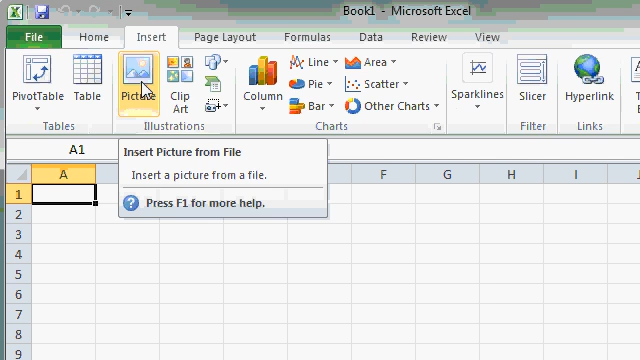 Book1 - Microsoft Excel
File Home Insert Page Layout Formulas Data Review View
PivotTable Table Picture Clip Art Column Line Area Pie Scatter Bar Other Charts Sparklines Slicer Hyperlink
Tables Illustrations Charts Filter Links
A1
Insert Picture from File
Insert a picture from a file.
Press F1 for more help.
A F G H I
1
2
3
4
5
6
7
8
9